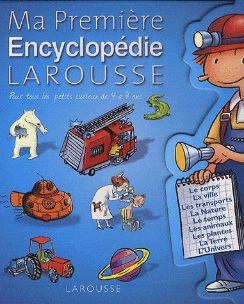 Ma Première
Encyclopédie
LAROUSSE
Pour tous les petits curieux de 4 à 7 ans
Le corps
La ville
Les transports
La Nature
Le temps
Les animaux
Les plantes
La Terre
L'Univers
LAROUSSE